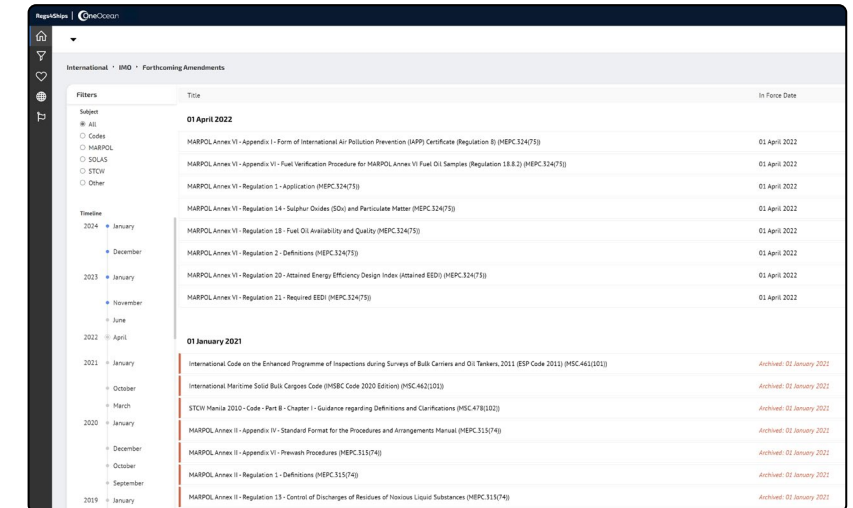 Regs4Ships | OneOcean
International • IMO • Forthcoming Amendments
Filters
Subject
All
Codes
MARPOL
SOLAS
STCW
Other
Timeline
2024 January
December
2023 January
November
June
2022 April
2021 January
October
March
2020 January
December
October
September
2019 January
Title In Force Date
01 April 2022
MARPOL Annex VI - Appendix I - Form of International Air Pollution Prevention (IAPP) Certificate (Regulation 8) (MEPC.324(75)) 01 April 2022
MARPOL Annex VI - Appendix VI - Fuel Verification Procedure for MARPOL Annex VI Fuel Oil Samples (Regulation 18.8.2) (MEPC.324(75)) 01 April 2022
MARPOL Annex VI - Regulation 1 - Application (MEPC.324(75)) 01 April 2022
MARPOL Annex VI - Regulation 14 - Sulphur Oxides (SOx) and Particulate Matter (MEPC.324(75)) 01 April 2022
MARPOL Annex VI - Regulation 18 - Fuel Oil Availability and Quality (MEPC.324(75)) 01 April 2022
MARPOL Annex VI - Regulation 2 - Definitions (MEPC.324(75)) 01 April 2022
MARPOL Annex VI - Regulation 20 - Attained Energy Efficiency Design Index (Attained EEDI) (MEPC.324(75)) 01 April 2022
MARPOL Annex VI - Regulation 21 - Required EEDI (MEPC.324(75)) 01 April 2022
01 January 2021
International Code on the Enhanced Programme of Inspections during Surveys of Bulk Carriers and Oil Tankers, 2011 (ESP Code 2011) (MSC.461(101)) Archived: 01 January 2021
International Maritime Solid Bulk Cargoes Code (IMSBC Code 2020 Edition) (MSC.462(101)) Archived: 01 January 2021
STCW Manila 2010 - Code - Part B - Chapter I - Guidance regarding Definitions and Clarifications (MSC.478(102)) Archived: 01 January 2021
MARPOL Annex II - Appendix IV - Standard Format for the Procedures and Arrangements Manual (MEPC.315(74)) Archived: 01 January 2021
MARPOL Annex II - Appendix VI - Prewash Procedures (MEPC.315(74)) Archived: 01 January 2021
MARPOL Annex II - Regulation 1 - Definitions (MEPC.315(74)) Archived: 01 January 2021
MARPOL Annex II - Regulation 13 - Control of Discharges of Residues of Noxious Liquid Substances (MEPC.315(74)) Archived: 01 January 2021